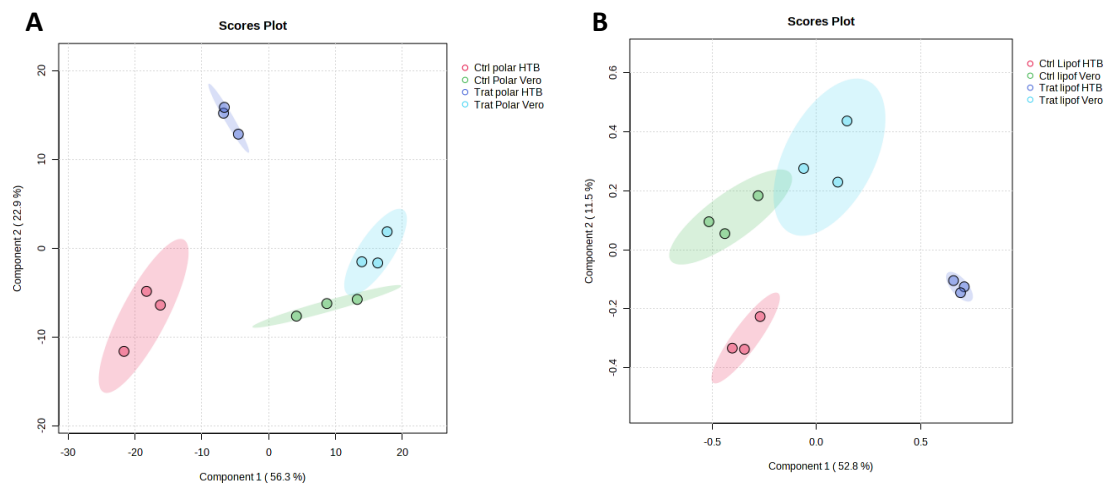 A
Scores Plot
Component 2 ( 22.9 %)
20
10
0
-10
-20
-30
-20
-10
0
10
20
Component 1 ( 56.3 %)
Ctrl polar HTB
Ctrl Polar Vero
Trat polar HTB
Trat Polar Vero
B
Scores Plot
Component 2 ( 11.5 %)
0.6
0.4
0.2
0.0
-0.2
-0.4
-0.5
0.0
0.5
Component 1 ( 52.8 %)
Ctrl Lipof HTB
Ctrl lipof Vero
Trat lipof HTB
Trat lipof Vero